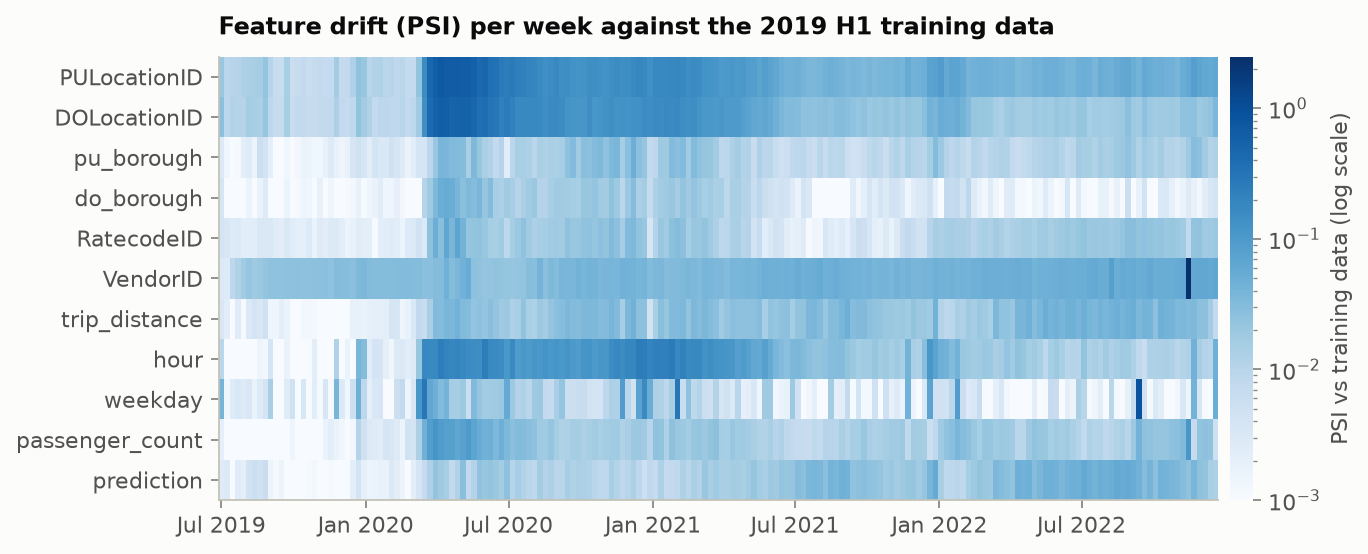 Feature drift (PSI) per week against the 2019 H1 training data
PULocationID
DOLocationID
pu_borough
do_borough
RatecodeID
VendorID
trip_distance
hour
weekday
passenger_count
prediction
Jul 2019
Jan 2020
Jul 2020
Jan 2021
Jul 2021
Jan 2022
Jul 2022
10⁰
10⁻¹
10⁻²
10⁻³
PSI vs training data (log scale)